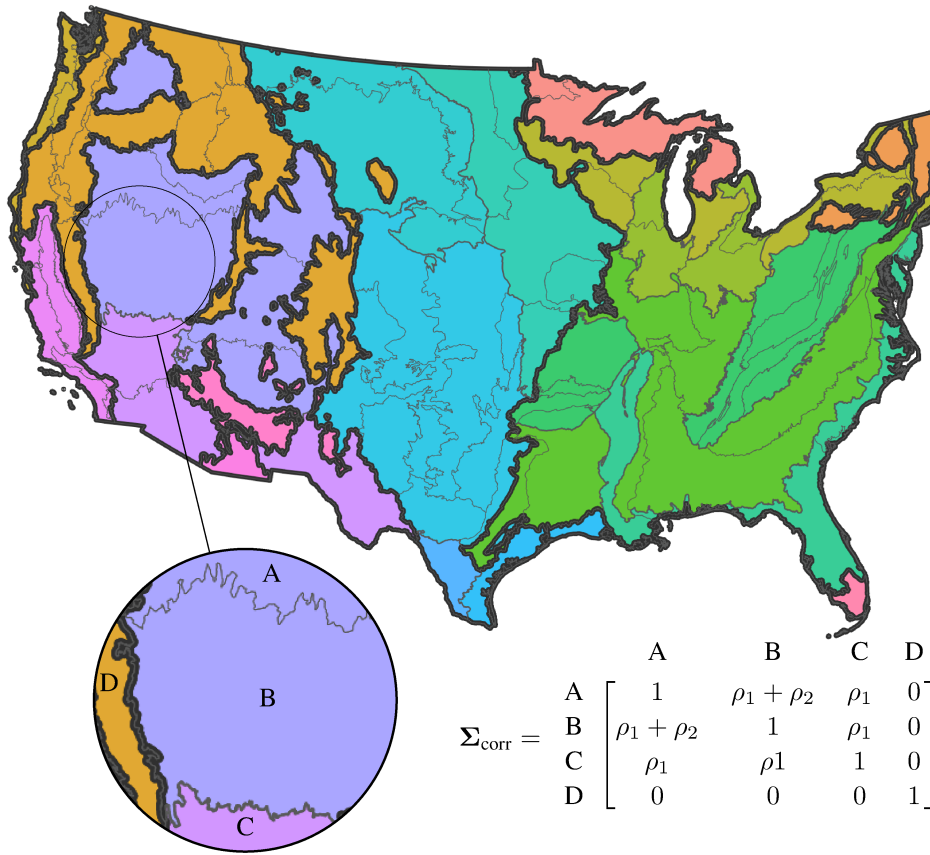 A
D
B
C
A B C D
A 1 ρ₁ + ρ₂ ρ₁ 0
Σcorr = B ρ₁ + ρ₂ 1 ρ₁ 0
C ρ₁ ρ1 1 0
D 0 0 0 1